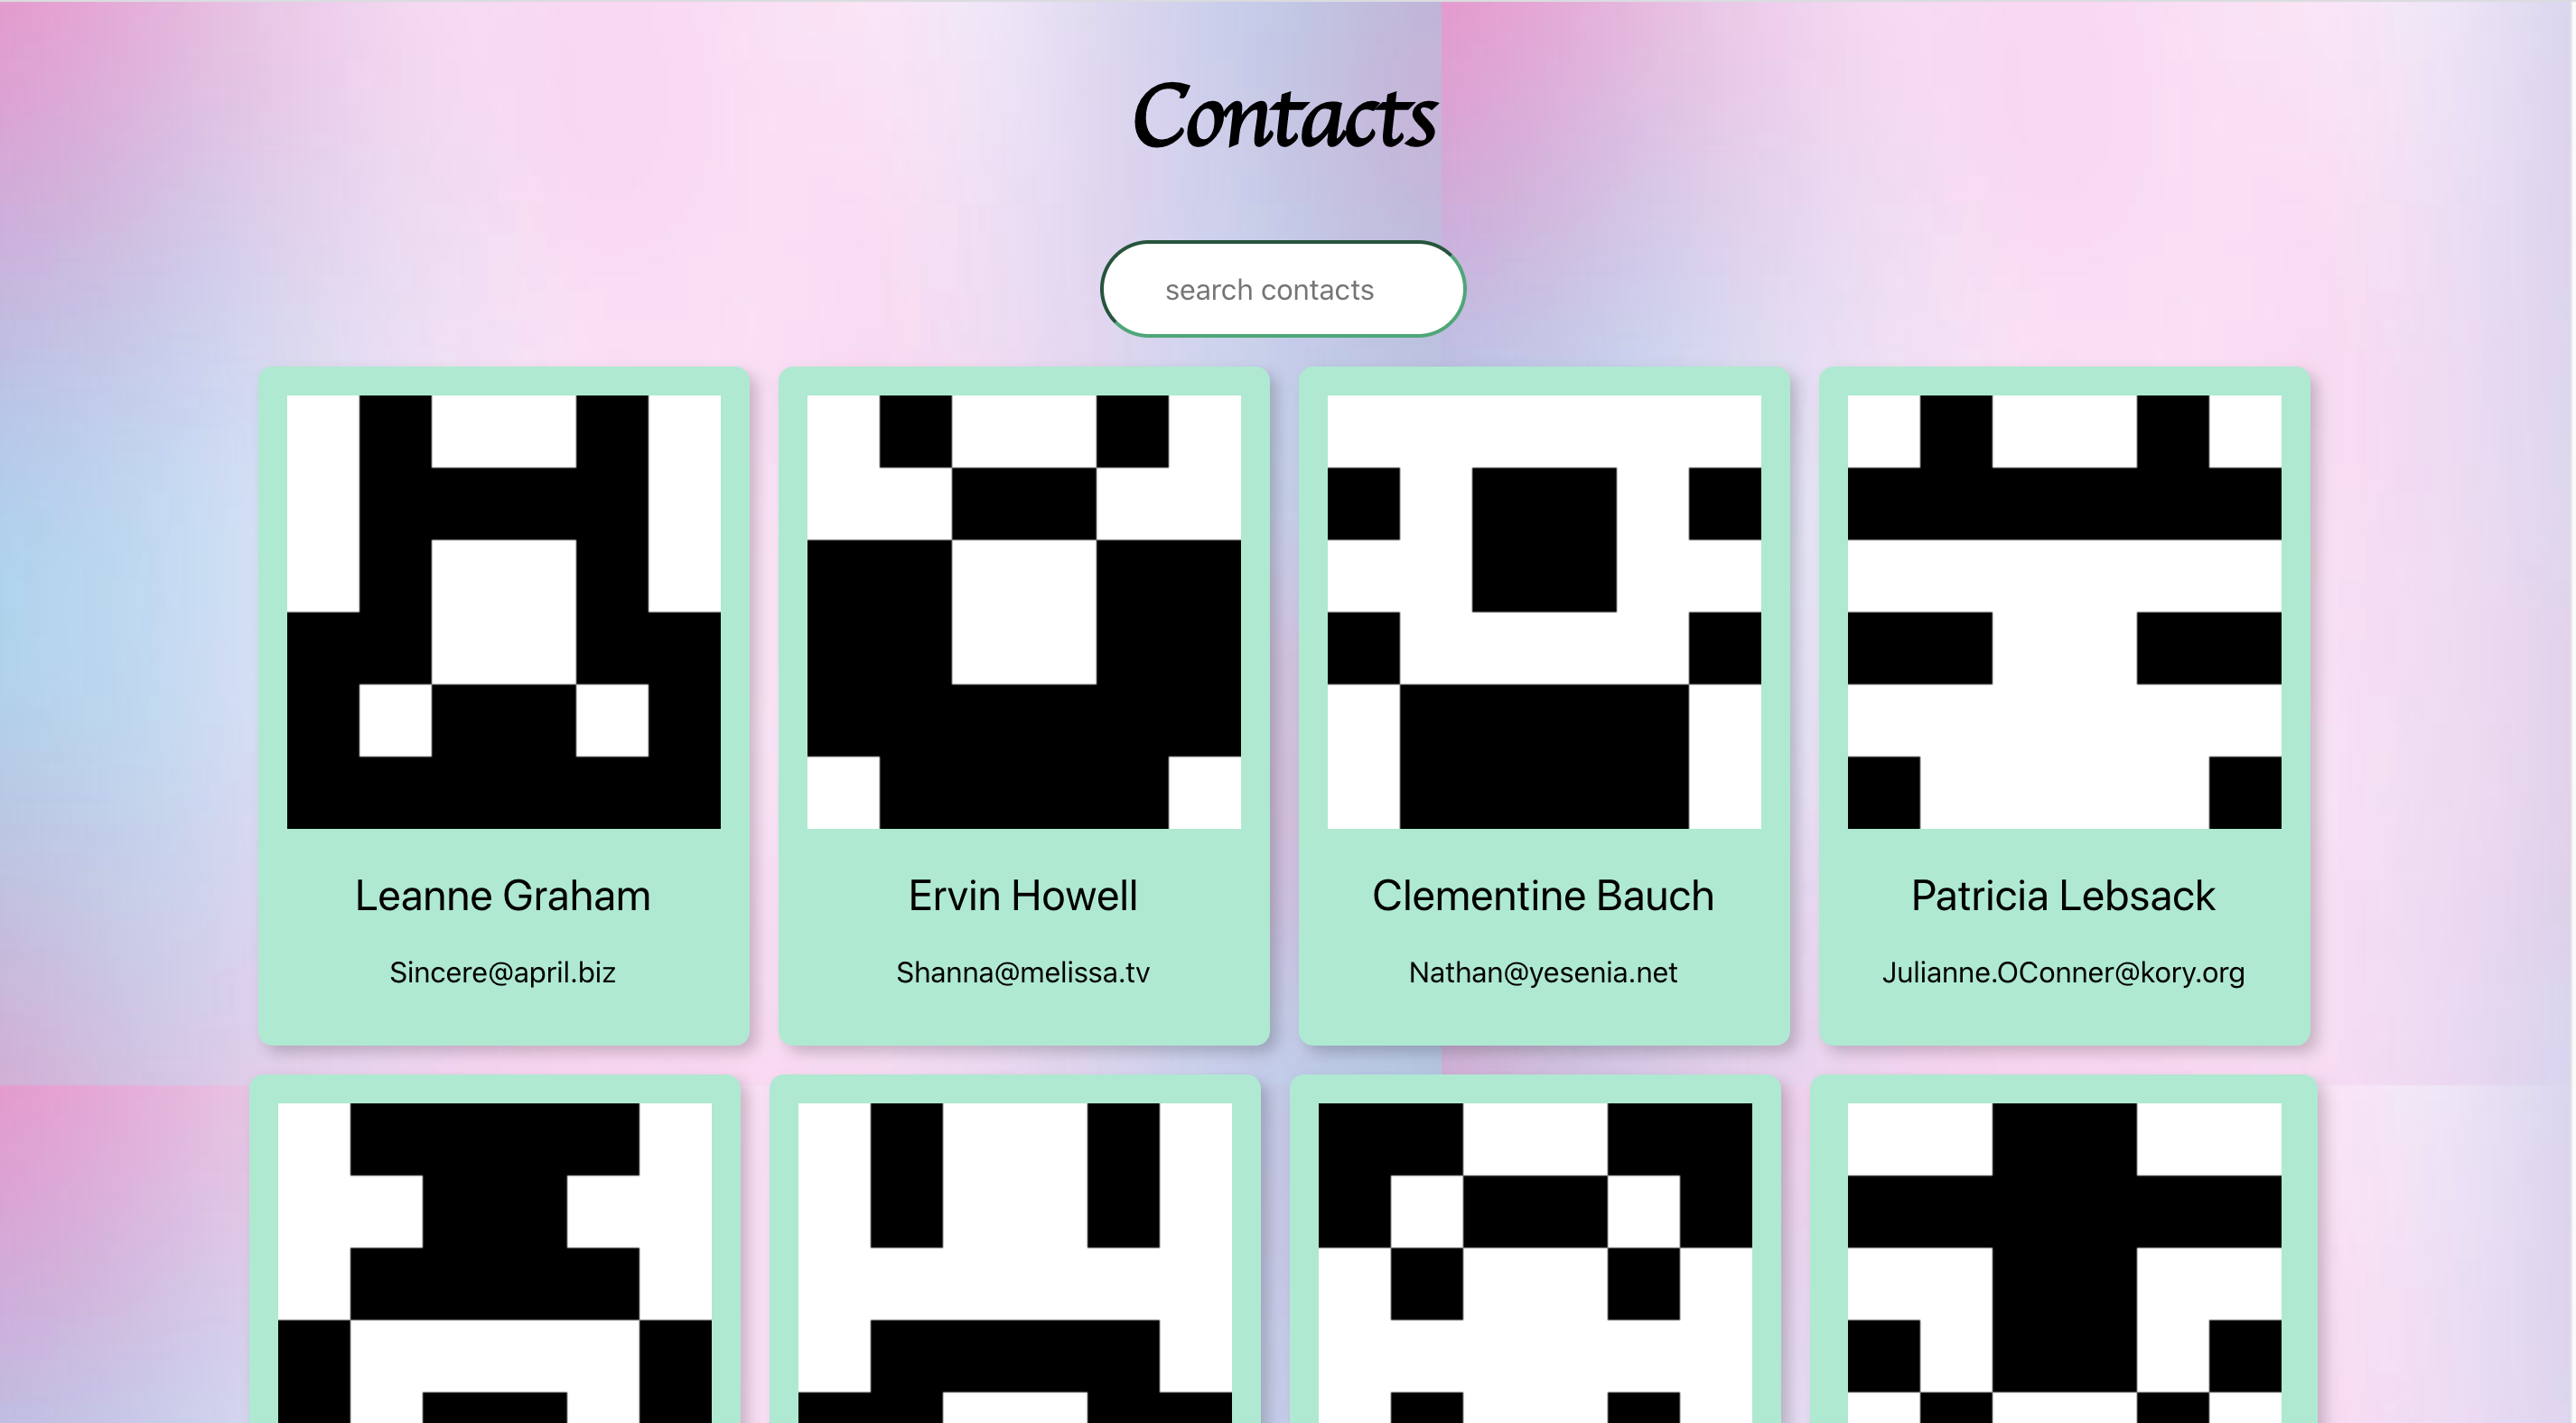 Contacts
search contacts
Leanne Graham
Sincere@april.biz
Ervin Howell
Shanna@melissa.tv
Clementine Bauch
Nathan@yesenia.net
Patricia Lebsack
Julianne.OConner@kory.org